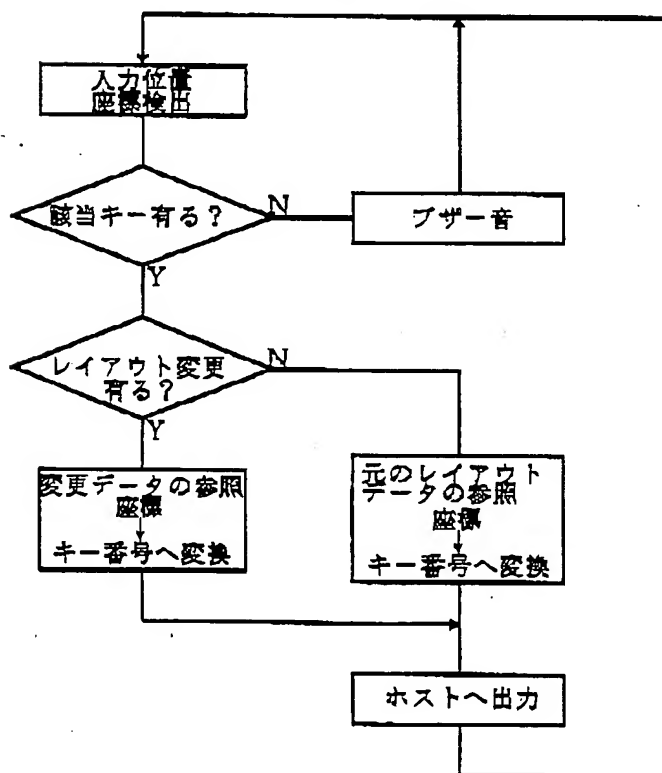 入力位置
座標検出
該当キー有る?
N
ブザー音
Y
レイアウト変更
有る?
N
Y
変更データの参照
座標
↓
キー番号へ変換
元のレイアウト
データの参照
座標
↓
キー番号へ変換
ホストへ出力